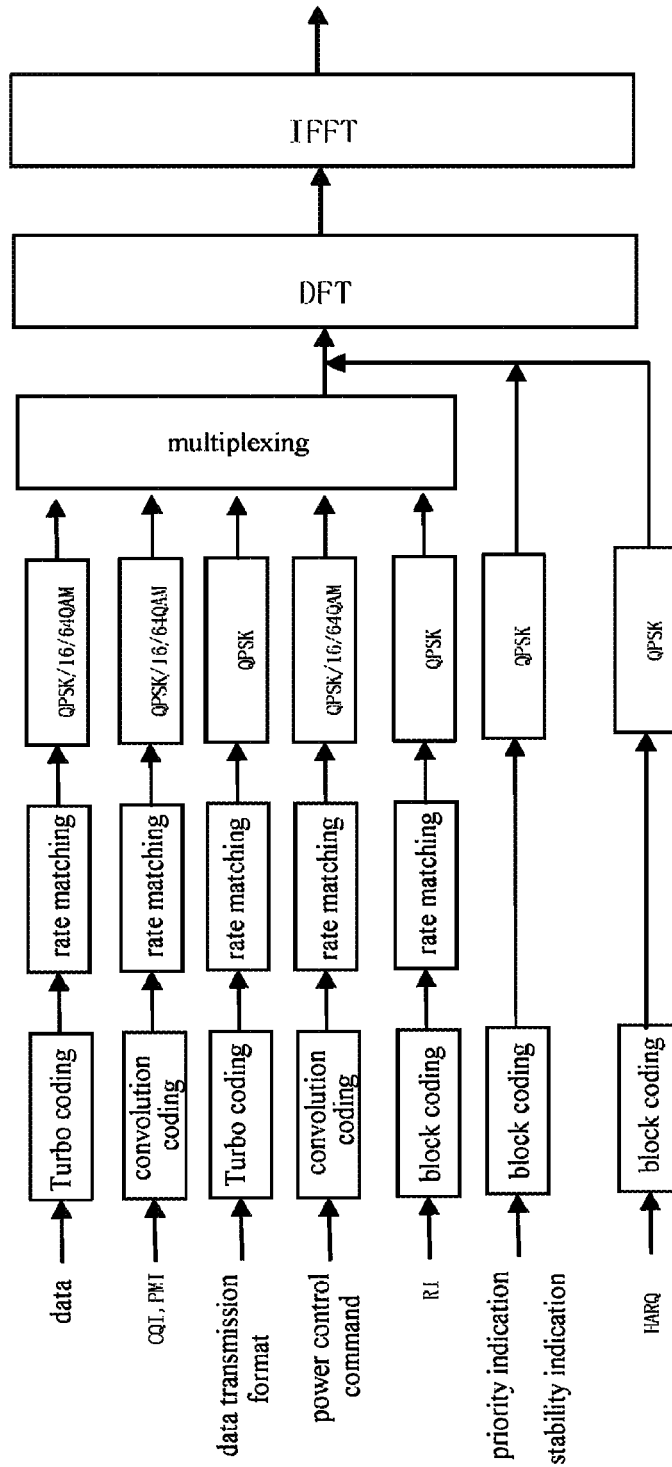 data
Turbo coding
rate matching
QPSK/16/64QAM
CQI,PMI
convolution
coding
rate matching
QPSK/16/64QAM
data transmission
format
Turbo coding
rate matching
QPSK
power control
command
convolution
coding
rate matching
QPSK/16/64QAM
RI
block coding
rate matching
QPSK
priority indication
stability indication
block coding
QPSK
HARQ
block coding
QPSK
multiplexing
DFT
IFFT